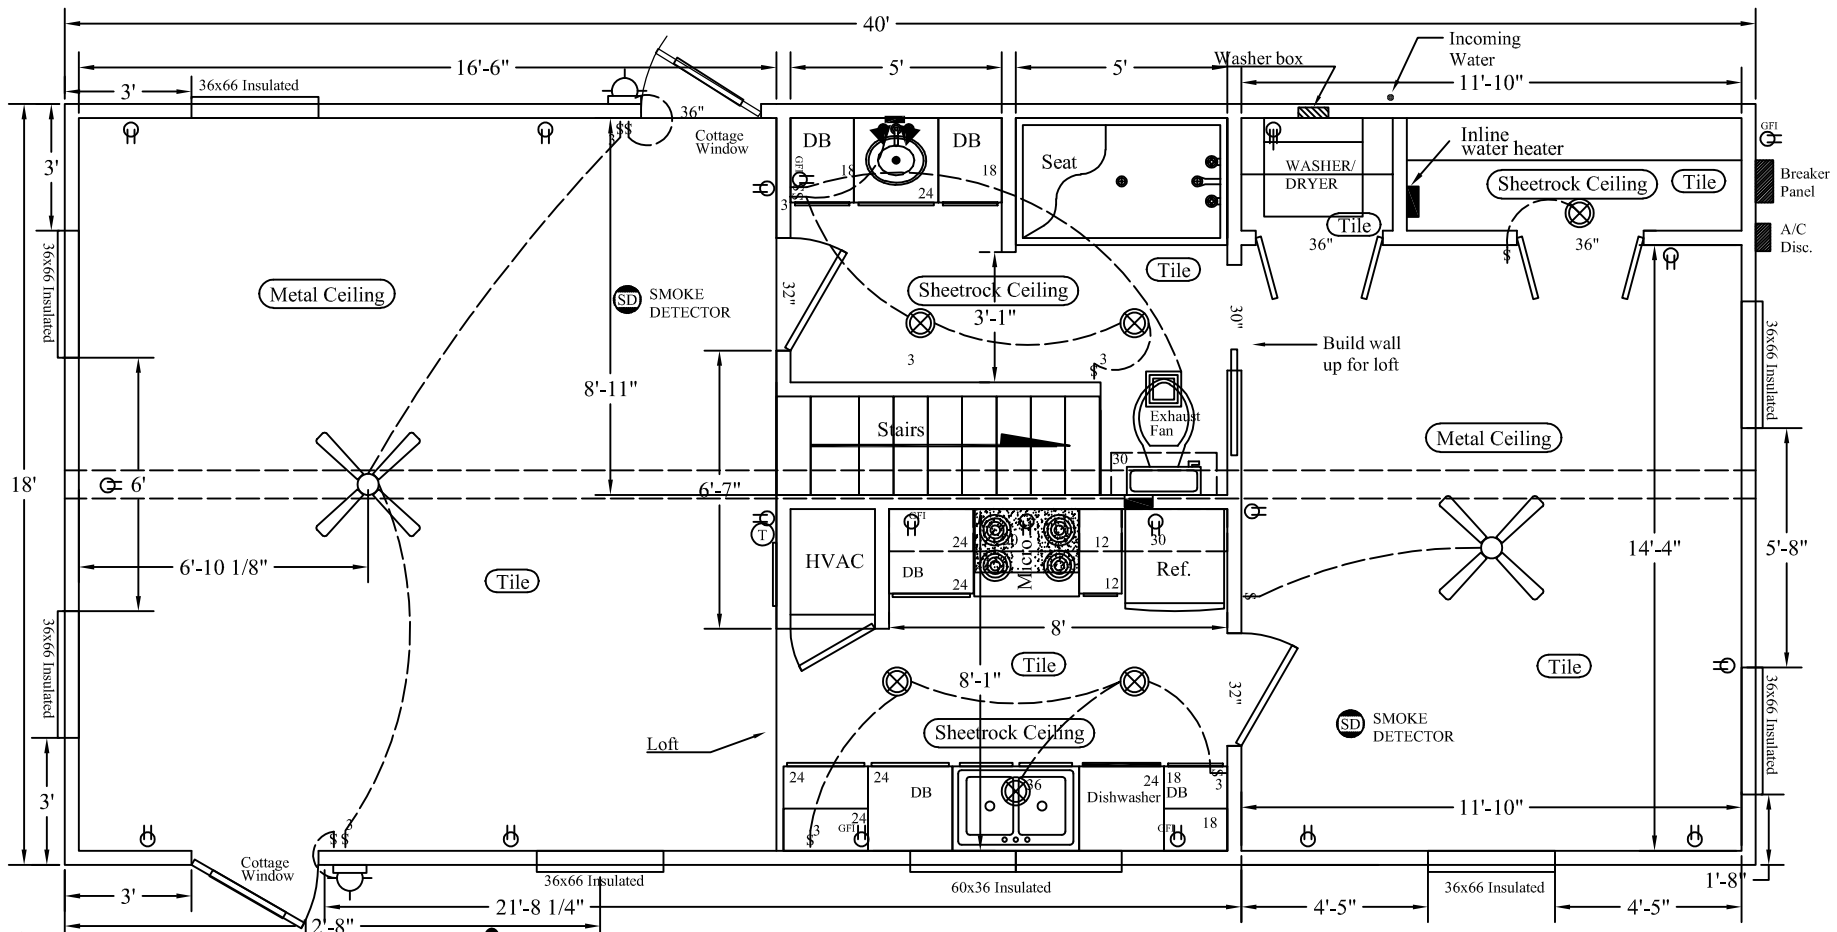 40'
Incoming
Water
16'-6"
5'
5'
Washer box
11'-10"
3'
36x66 Insulated
36"
Cottage
Window
$$
3
DB
DB
GFI
18
18
24
$$
3
Seat
WASHER/
DRYER
Inline
water heater
Sheetrock Ceiling
Tile
GFI
Breaker
Panel
A/C
Disc.
3'
36x66 Insulated
Tile
36"
36"
$
Metal Ceiling
SD
SMOKE
DETECTOR
32"
Sheetrock Ceiling
3'-1"
Tile
30"
Build wall
up for loft
36x66 Insulated
3
3
$
8'-11"
Stairs
Exhaust
Fan
30
Metal Ceiling
18'
6'
6'-7"
T
GFI
HVAC
24
DB
24
Micro.
12
12
30
Ref.
6'-10 1/8"
Tile
14'-4"
5'-8"
$
36x66 Insulated
8'
Tile
8'-1"
32"
Tile
Sheetrock Ceiling
SD
SMOKE
DETECTOR
36x66 Insulated
Loft
3'
24
24
DB
36
24
Dishwasher
18
DB
$
3
24
GFI
GFI
18
3
$
11'-10"
3
$$
Cottage
Window
36x66 Insulated
60x36 Insulated
36x66 Insulated
1'-8"
3'
21'-8 1/4"
4'-5"
4'-5"
2'-8"